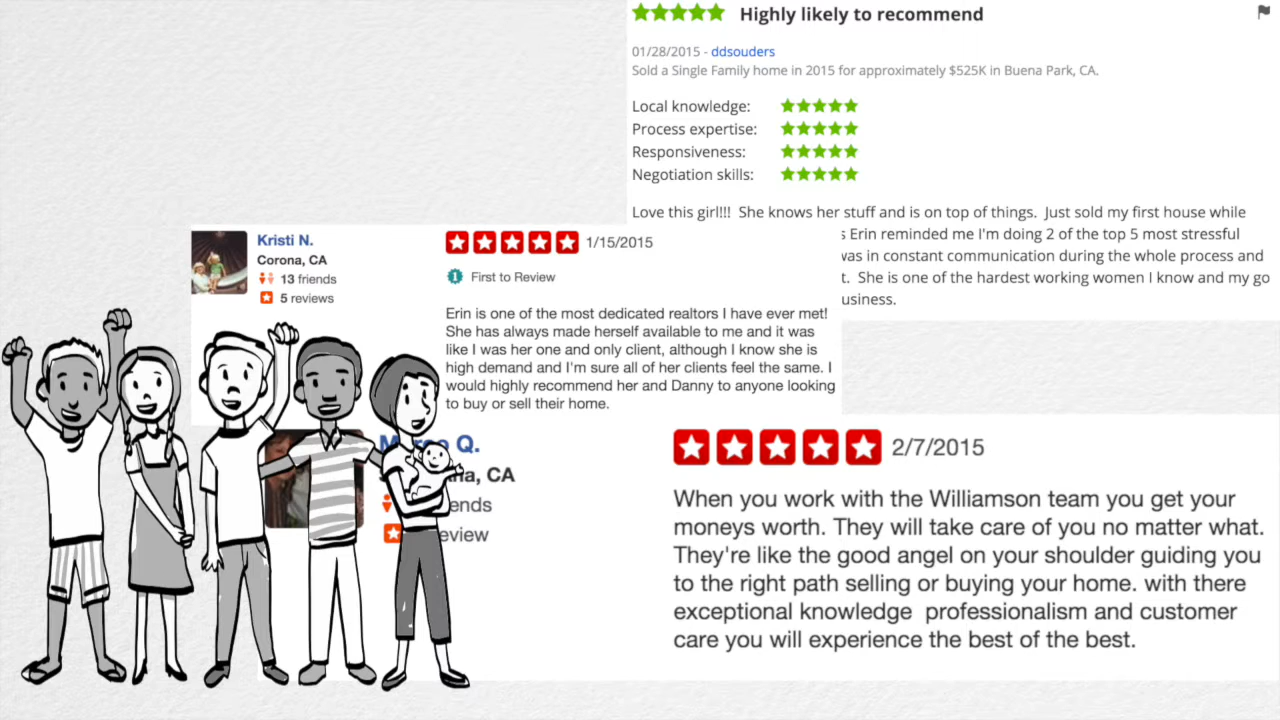 Highly likely to recommend
01/28/2015 - ddsouders
Sold a Single Family home in 2015 for approximately $525K in Buena Park, CA.
Local knowledge:
Process expertise:
Responsiveness:
Negotiation skills:
Love this girl!!! She knows her stuff and is on top of things. Just sold my first house while
Erin reminded me I'm doing 2 of the top 5 most stressful
was in constant communication during the whole process and
t. She is one of the hardest working women I know and my go
usiness.
Kristi N.
Corona, CA
13 friends
5 reviews
1/15/2015
1 First to Review
Erin is one of the most dedicated realtors I have ever met!
She has always made herself available to me and it was
like I was her one and only client, although I know she is
high demand and I'm sure all of her clients feel the same. I
would highly recommend her and Danny to anyone looking
to buy or sell their home.
Q.
na, CA
ends
eview
2/7/2015
When you work with the Williamson team you get your
moneys worth. They will take care of you no matter what.
They're like the good angel on your shoulder guiding you
to the right path selling or buying your home. with there
exceptional knowledge professionalism and customer
care you will experience the best of the best.